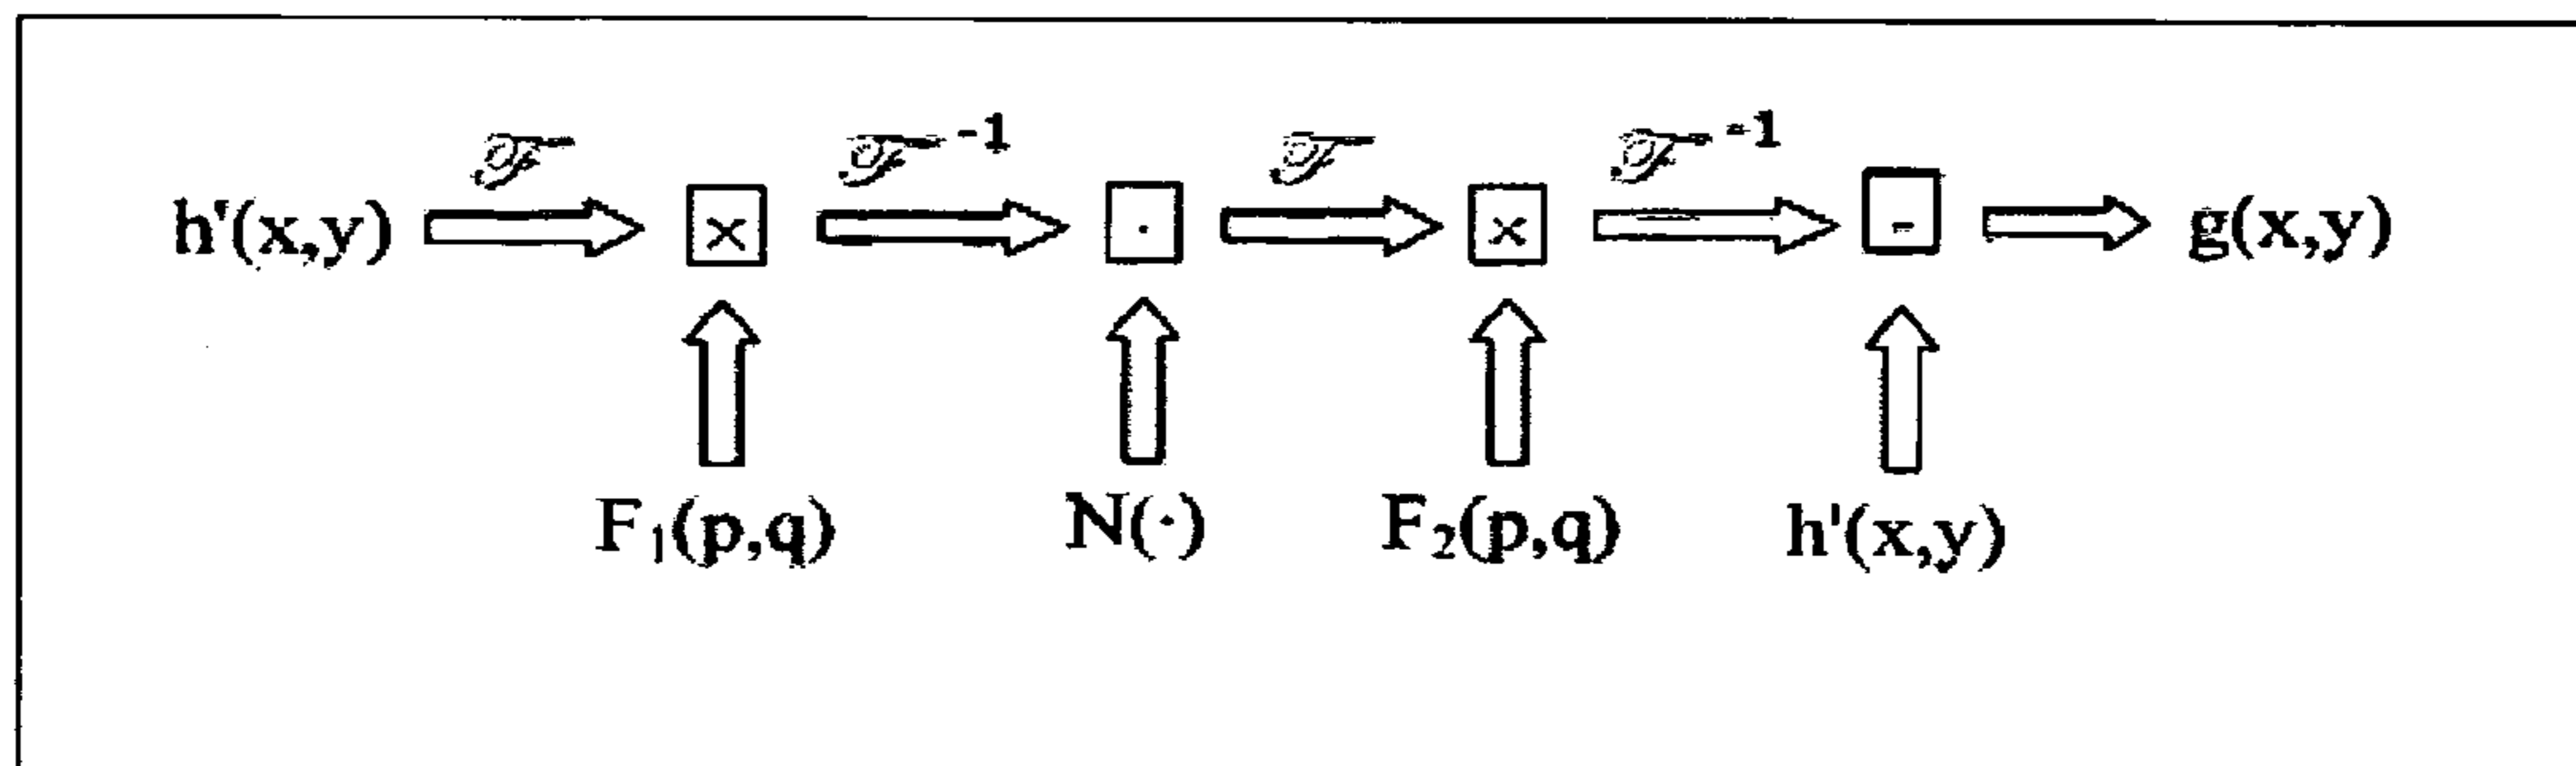 ℱ ℱ⁻¹ ℱ ℱ⁻¹
h'(x,y) × · × - g(x,y)
F₁(p,q) N(·) F₂(p,q) h'(x,y)